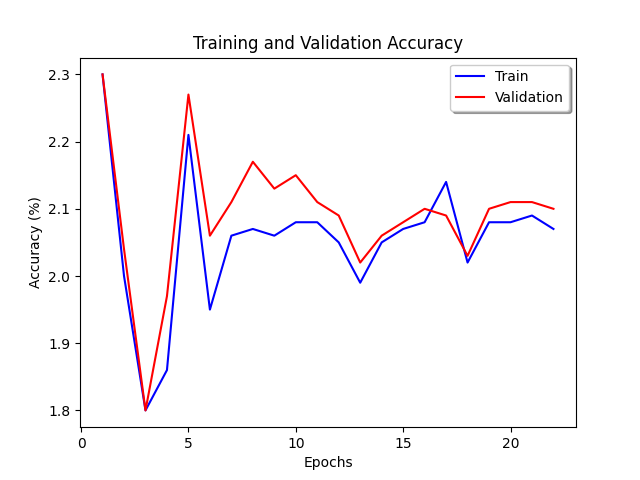 Training and Validation Accuracy
Train
Validation
Accuracy (%)
2.3
2.2
2.1
2.0
1.9
1.8
0 5 10 15 20
Epochs